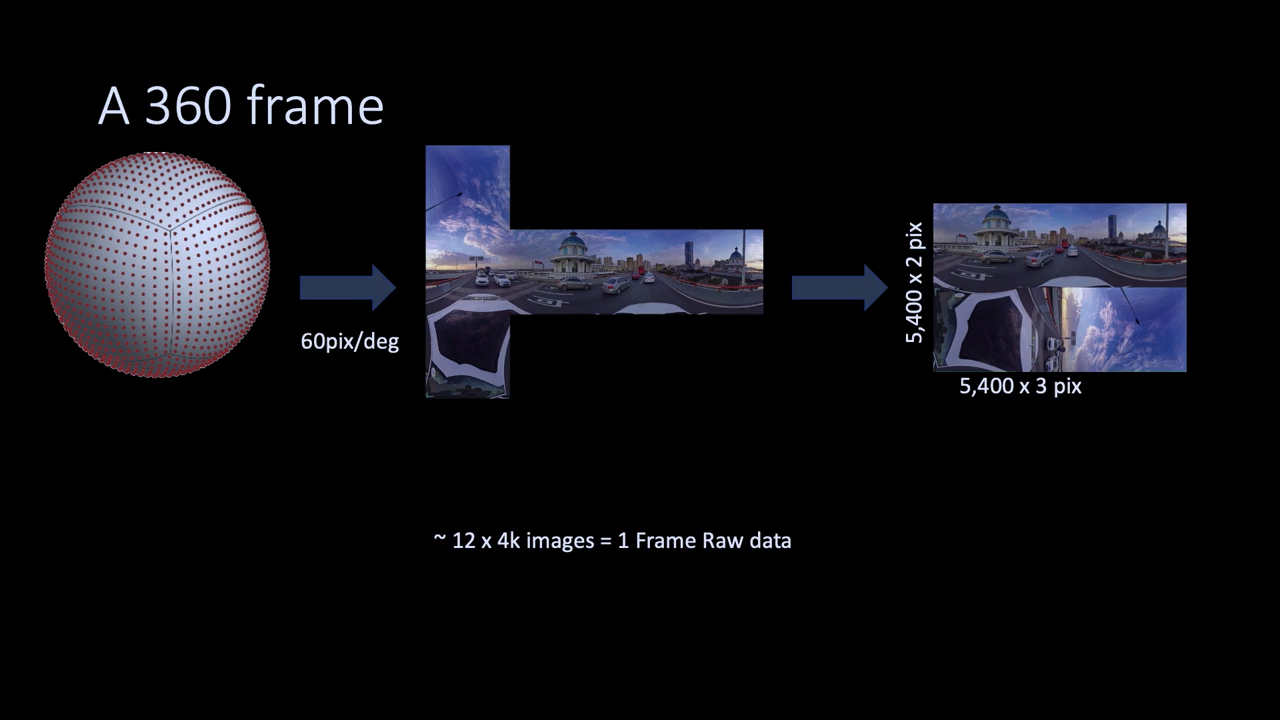 A 360 frame
60pix/deg
5,400 x 2 pix
5,400 x 3 pix
~ 12 x 4k images = 1 Frame Raw data